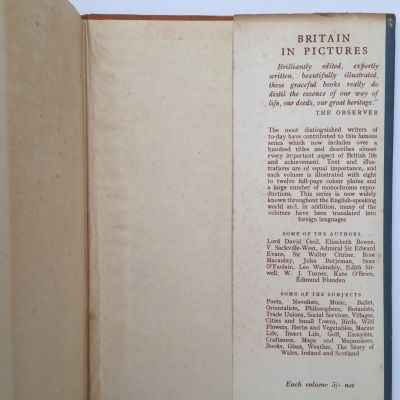 BRITAIN
IN PICTURES
Brilliantly edited, expertly
written, beautifully illustrated,
these graceful books really do
distil the essence of our way of
life, our deeds, our great heritage."
THE OBSERVER
The most distinguished writers of
to-day have contributed to this famous
series which now includes over a
hundred titles and describes almost
every important aspect of British life
and achievement. Text and illus-
trations are of equal importance, and
each volume is illustrated with eight
to twelve full-page colour plates and
a large number of monochrome repro-
ductions. This series is now widely
known throughout the English-speaking
world and, in addition, many of the
volumes have been translated into
foreign languages
SOME OF THE AUTHORS
Lord David Cecil, Elizabeth Bowen,
V. Sackville-West, Admiral Sir Edward
Evans, Sir Walter Citrine, Rose
Macaulay, John Betjeman, Sean
O'Faolain, Leo Walmsley, Edith Sit-
well, W. J. Turner, Kate O'Brien,
Edmund Blunden
SOME OF THE SUBJECTS
Poets, Novelists, Music, Ballet,
Orientalists, Philosophers, Botanists,
Trade Unions, Social Services, Villages,
Cities and Small Towns, Birds, Wild
Flowers, Herbs and Vegetables, Marine
Life, Insect Life, Golf, Essayists,
Craftsmen, Maps and Mapmakers,
Books, Glass, Weather, The Story of
Wales, Ireland and Scotland
Each volume 5/- net